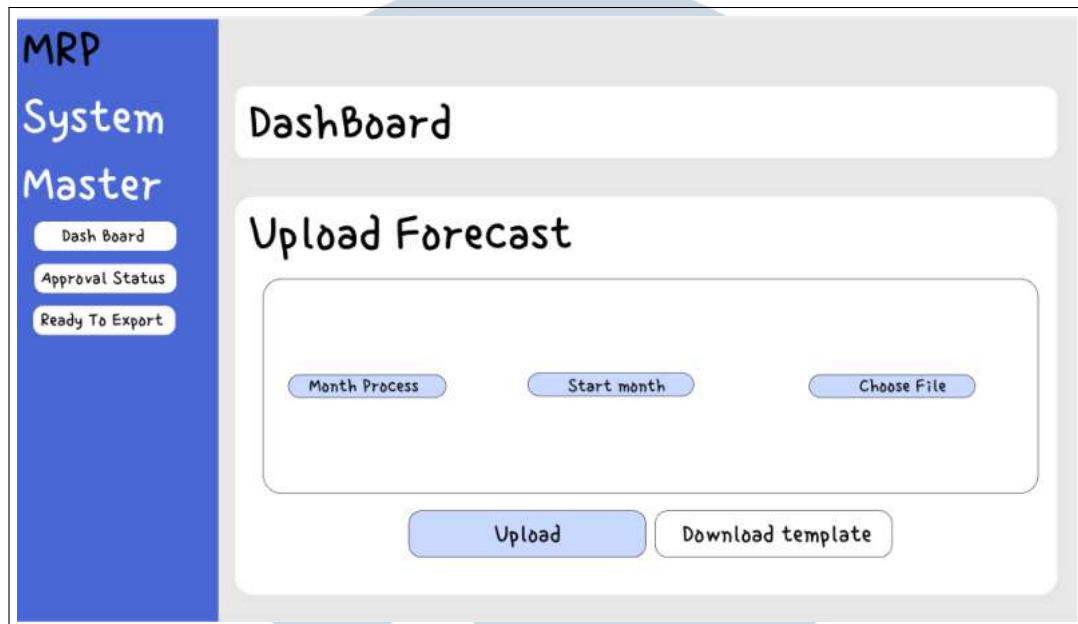 MRP
System
Master
Dash Board
Approval Status
Ready To Export
DashBoard
Upload Forecast
Month Process
Start month
Choose File
Upload
Download template